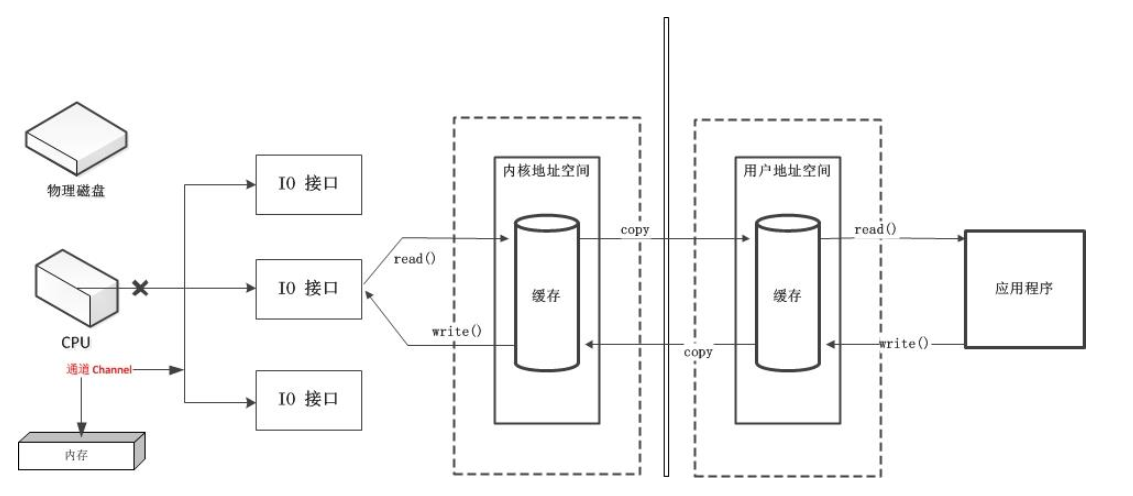 物理磁盘
CPU
通道 Channel
内存
IO 接口
IO 接口
IO 接口
read()
write()
内核地址空间
缓存
copy
copy
用户地址空间
缓存
read()
write()
应用程序